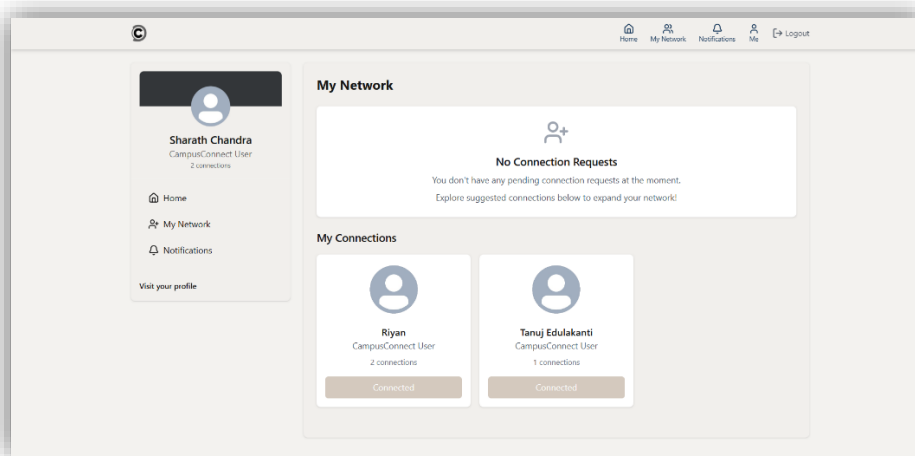 Home
My Network
Notifications
Me
Logout
Sharath Chandra
CampusConnect User
2 connections
Home
My Network
Notifications
Visit your profile
My Network
No Connection Requests
You don't have any pending connection requests at the moment.
Explore suggested connections below to expand your network!
My Connections
Riyan
CampusConnect User
2 connections
Connected
Tanuj Edulakanti
CampusConnect User
1 connections
Connected